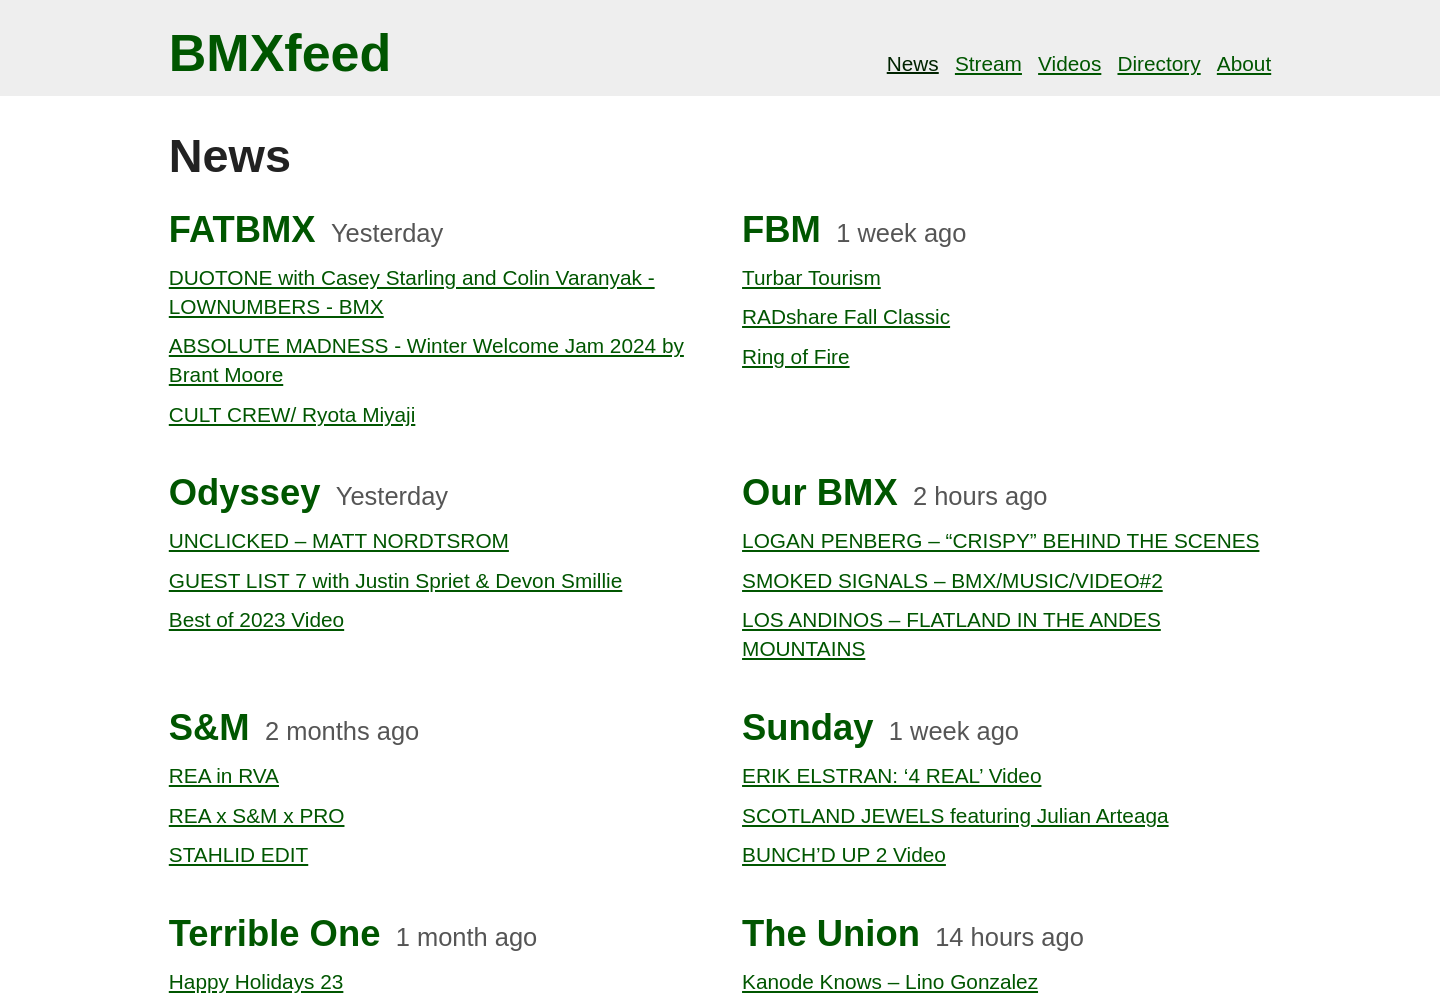 BMXfeed
News Stream Videos Directory About
News
FATBMX Yesterday
DUOTONE with Casey Starling and Colin Varanyak -
LOWNUMBERS - BMX
ABSOLUTE MADNESS - Winter Welcome Jam 2024 by
Brant Moore
CULT CREW/ Ryota Miyaji
FBM 1 week ago
Turbar Tourism
RADshare Fall Classic
Ring of Fire
Odyssey Yesterday
UNCLICKED – MATT NORDTSROM
GUEST LIST 7 with Justin Spriet & Devon Smillie
Best of 2023 Video
Our BMX 2 hours ago
LOGAN PENBERG – “CRISPY” BEHIND THE SCENES
SMOKED SIGNALS – BMX/MUSIC/VIDEO#2
LOS ANDINOS – FLATLAND IN THE ANDES
MOUNTAINS
S&M 2 months ago
REA in RVA
REA x S&M x PRO
STAHLID EDIT
Sunday 1 week ago
ERIK ELSTRAN: ‘4 REAL’ Video
SCOTLAND JEWELS featuring Julian Arteaga
BUNCH’D UP 2 Video
Terrible One 1 month ago
Happy Holidays 23
The Union 14 hours ago
Kanode Knows – Lino Gonzalez